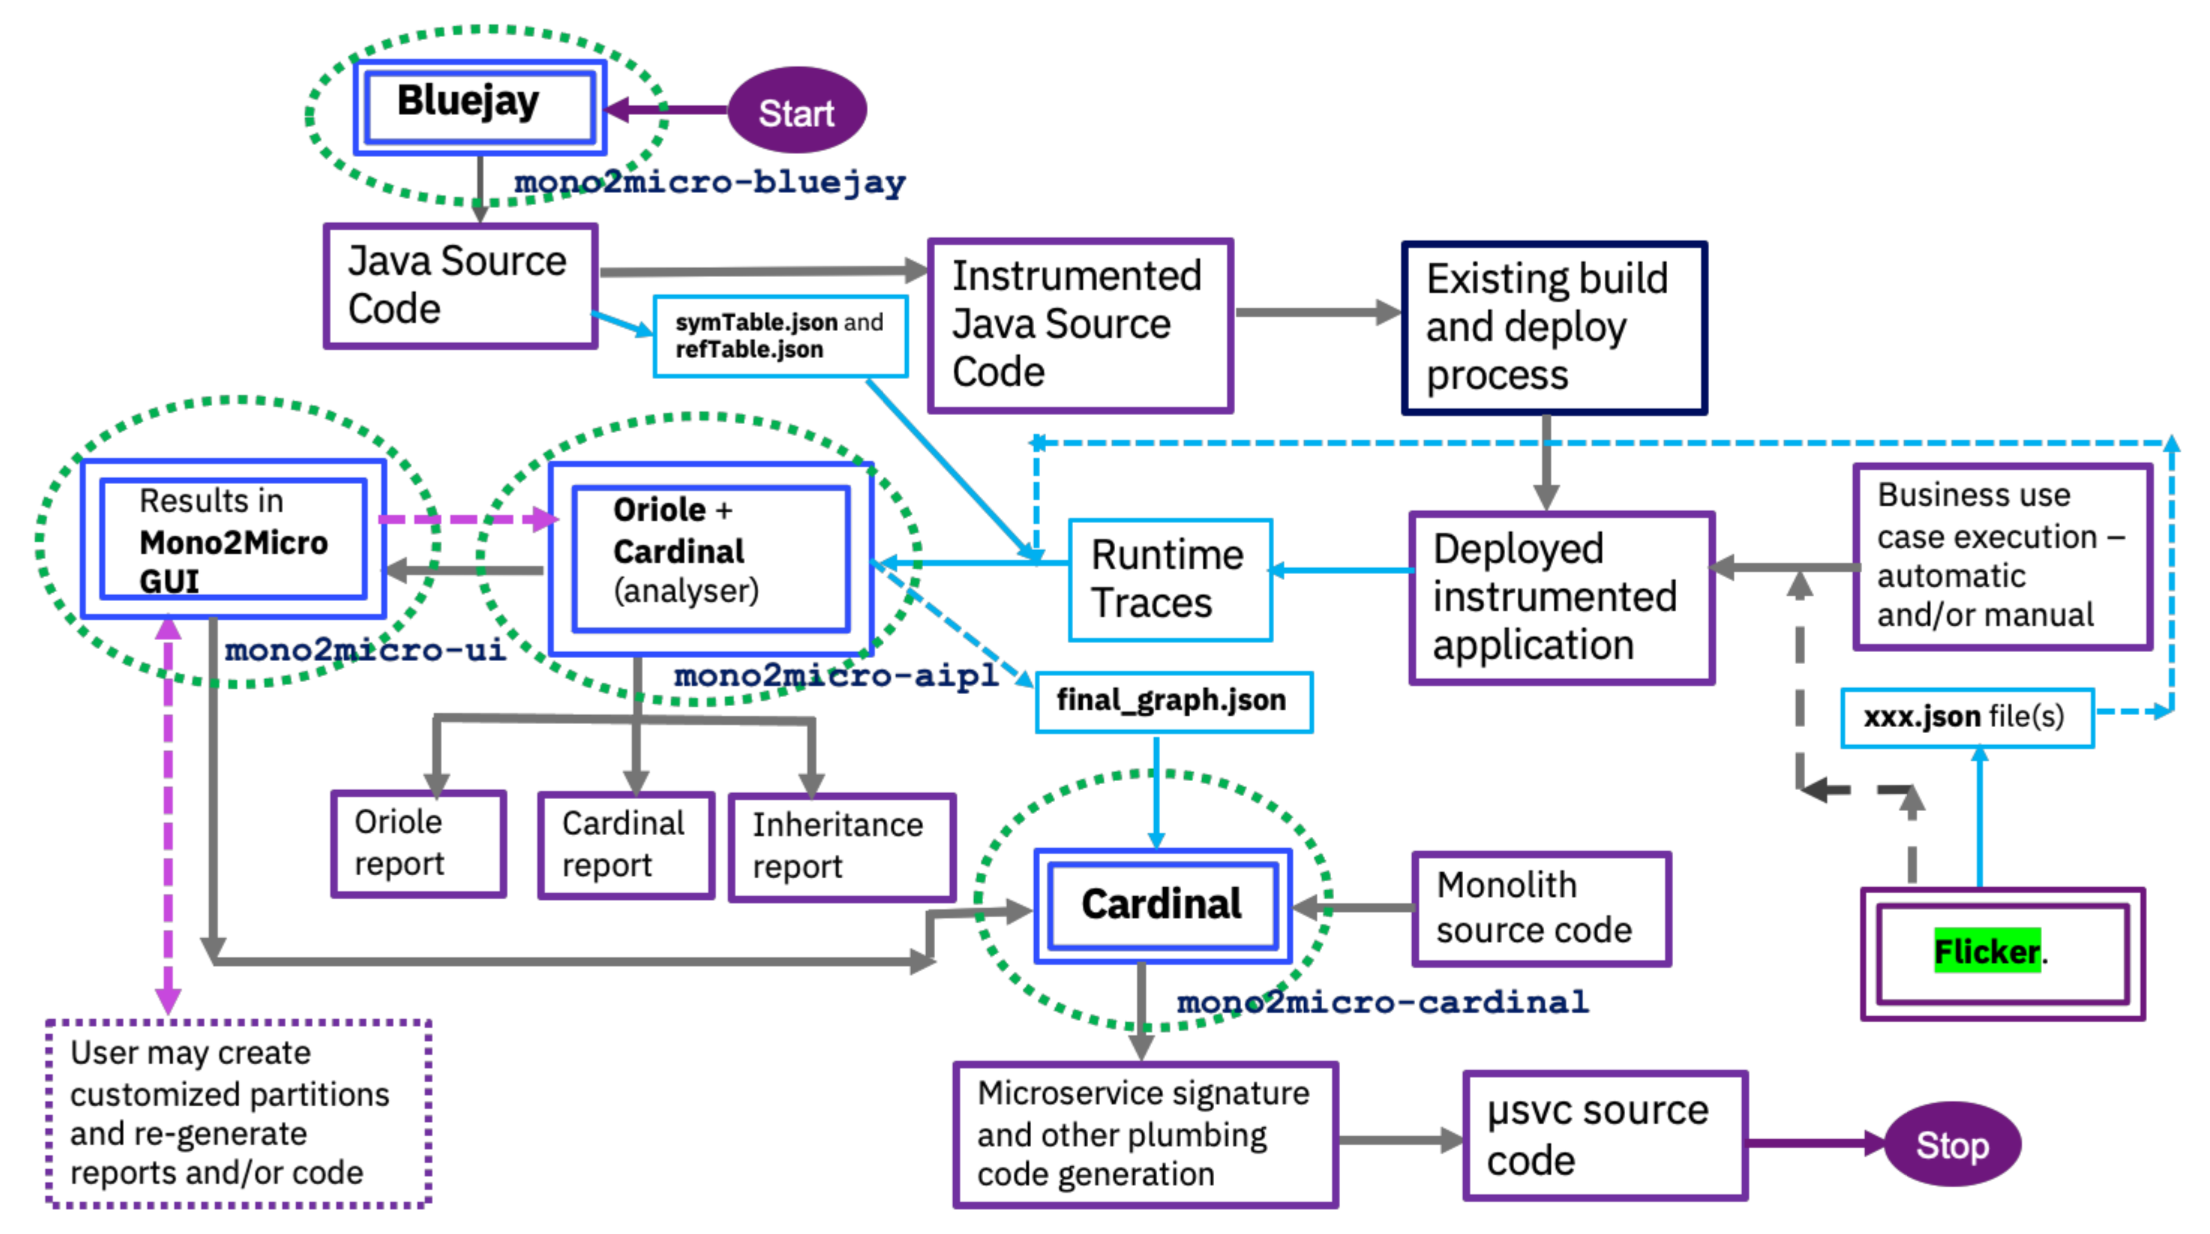 Bluejay
Start
mono2micro-bluejay
Java Source
Code
symTable.json and
refTable.json
Instrumented
Java Source
Code
Existing build
and deploy
process
Results in
Mono2Micro
GUI
mono2micro-ui
Oriole +
Cardinal
(analyser)
mono2micro-aipl
Runtime
Traces
Deployed
instrumented
application
Business use
case execution –
automatic
and/or manual
final_graph.json
xxx.json file(s)
Oriole
report
Cardinal
report
Inheritance
report
Cardinal
mono2micro-cardinal
Monolith
source code
Flicker.
User may create
customized partitions
and re-generate
reports and/or code
Microservice signature
and other plumbing
code generation
μsvc source
code
Stop